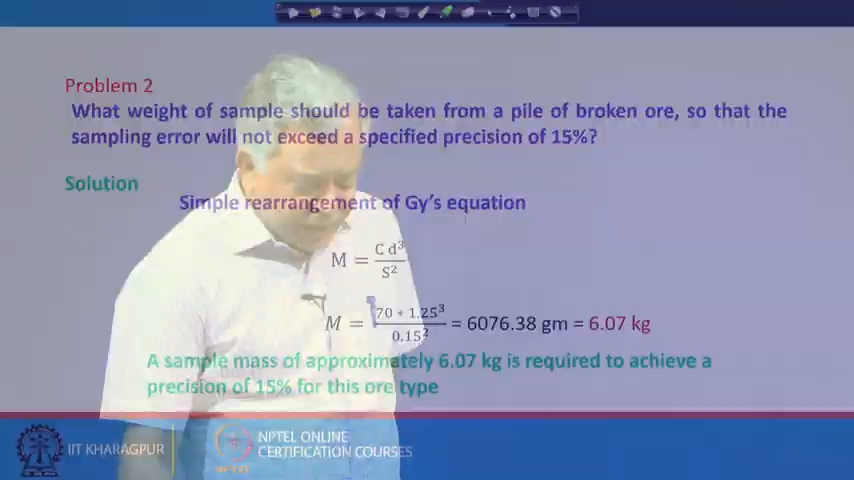 Problem 2
What weight of sample should be taken from a pile of broken ore, so that the
sampling error will not exceed a specified precision of 15%?
Solution
Simple rearrangement of Gy's equation
M = C d³ / S²
M = 70 * 1.25³ / 0.15² = 6076.38 gm = 6.07 kg
A sample mass of approximately 6.07 kg is required to achieve a
precision of 15% for this ore type
IIT KHARAGPUR
NPTEL ONLINE
CERTIFICATION COURSES